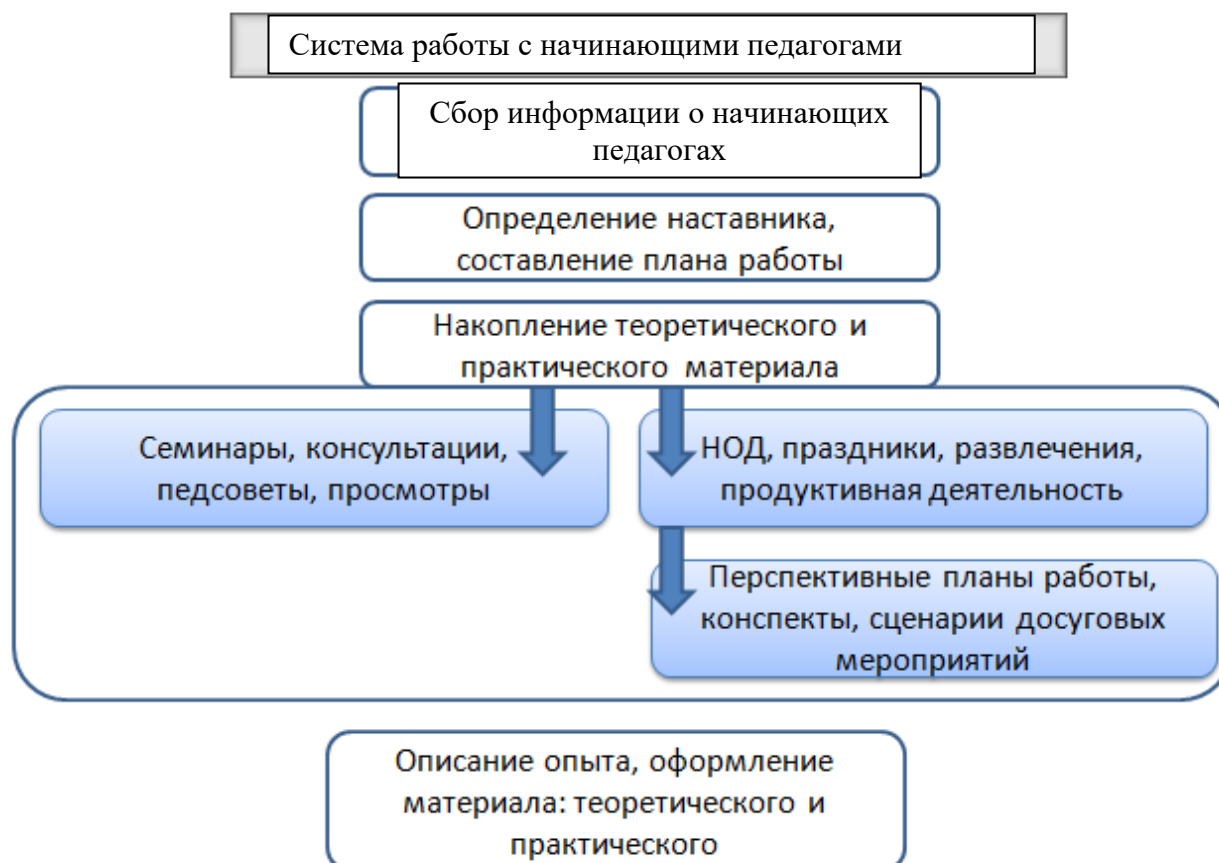 Система работы с начинающими педагогами
Сбор информации о начинающих
педагогах
Определение наставника,
составление плана работы
Накопление теоретического и
практического материала
Семинары, консультации,
педсоветы, просмотры
НОД, праздники, развлечения,
продуктивная деятельность
Перспективные планы работы,
конспекты, сценарии досуговых
мероприятий
Описание опыта, оформление
материала: теоретического и
практического